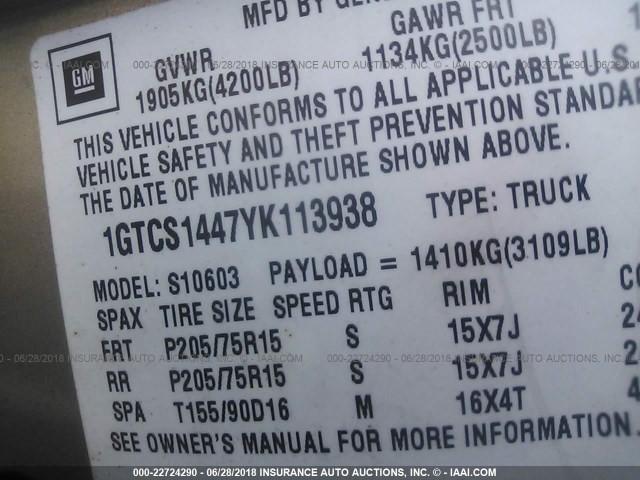 MFD BY
GM
GVWR
1905KG(4200LB)
GAWR FRT
1134KG(2500LB)
THIS VEHICLE CONFORMS TO ALL APPLICABLE U.S.
VEHICLE SAFETY AND THEFT PREVENTION
THE DATE OF MANUFACTURE SHOWN ABOVE.
1GTCS1447YK113938 TYPE: TRUCK
MODEL: S10603 PAYLOAD = 1410KG(3109LB)
SPAX TIRE SIZE SPEED RTG RIM
FRT P205/75R15 S 15X7J
RR P205/75R15 S 15X7J
SPA T155/90D16 M 16X4T
SEE OWNER'S MANUAL FOR MORE INFORMATION.
000-22724290 - 06/28/2018 INSURANCE AUTO AUCTIONS, INC. - © IAAI.COM